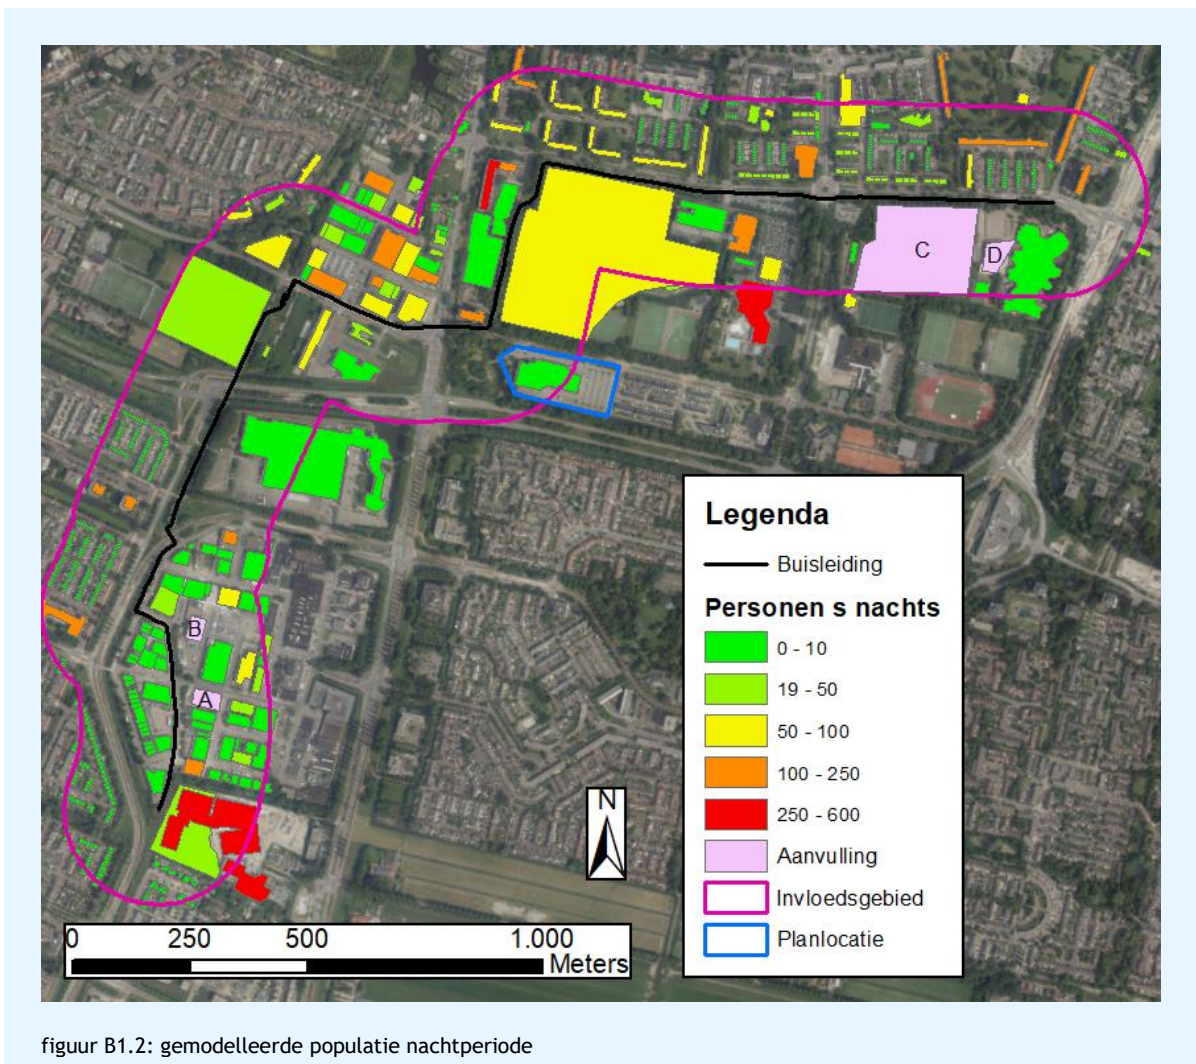 C
D
B
A
Legenda
Buisleiding
Personen s nachts
0 - 10
19 - 50
50 - 100
100 - 250
250 - 600
Aanvulling
Invloedsgebied
Planlocatie
N
0 250 500 1.000
Meters
figuur B1.2: gemodelleerde populatie nachtperiode